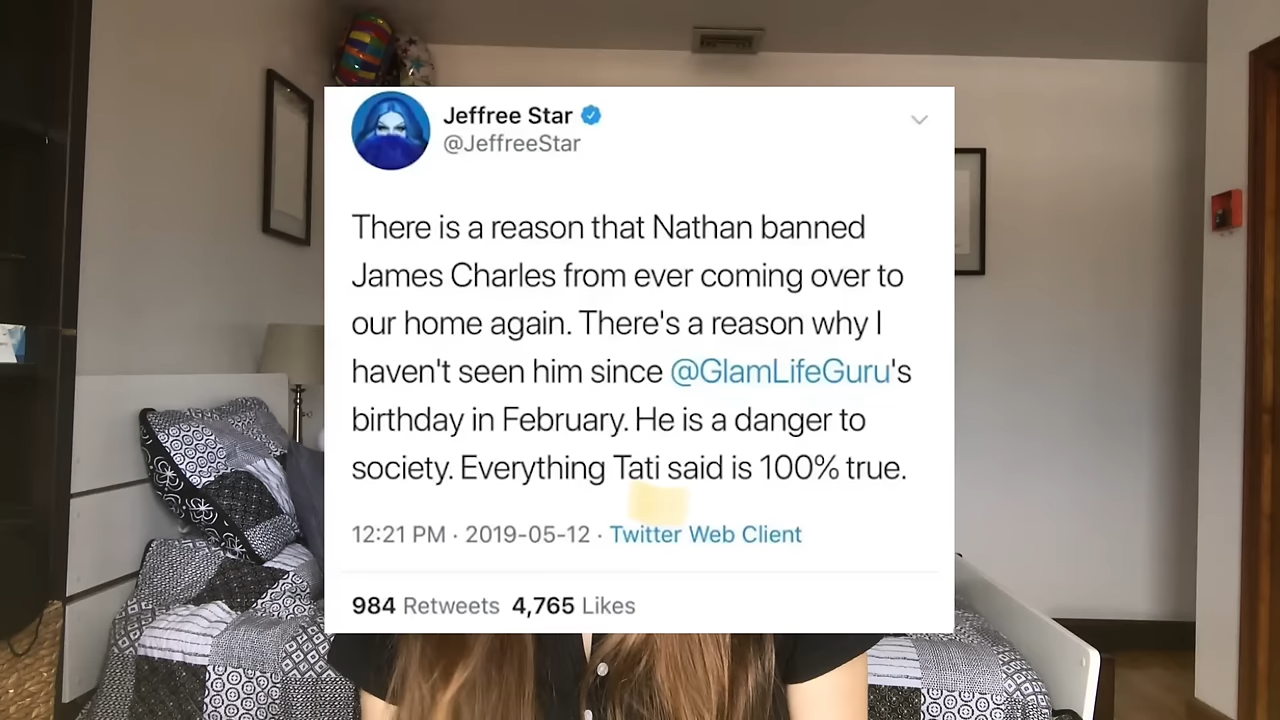 Jeffree Star
@JeffreeStar
There is a reason that Nathan banned
James Charles from ever coming over to
our home again. There's a reason why I
haven't seen him since @GlamLifeGuru's
birthday in February. He is a danger to
society. Everything Tati said is 100% true.
12:21 PM · 2019-05-12 · Twitter Web Client
984 Retweets 4,765 Likes